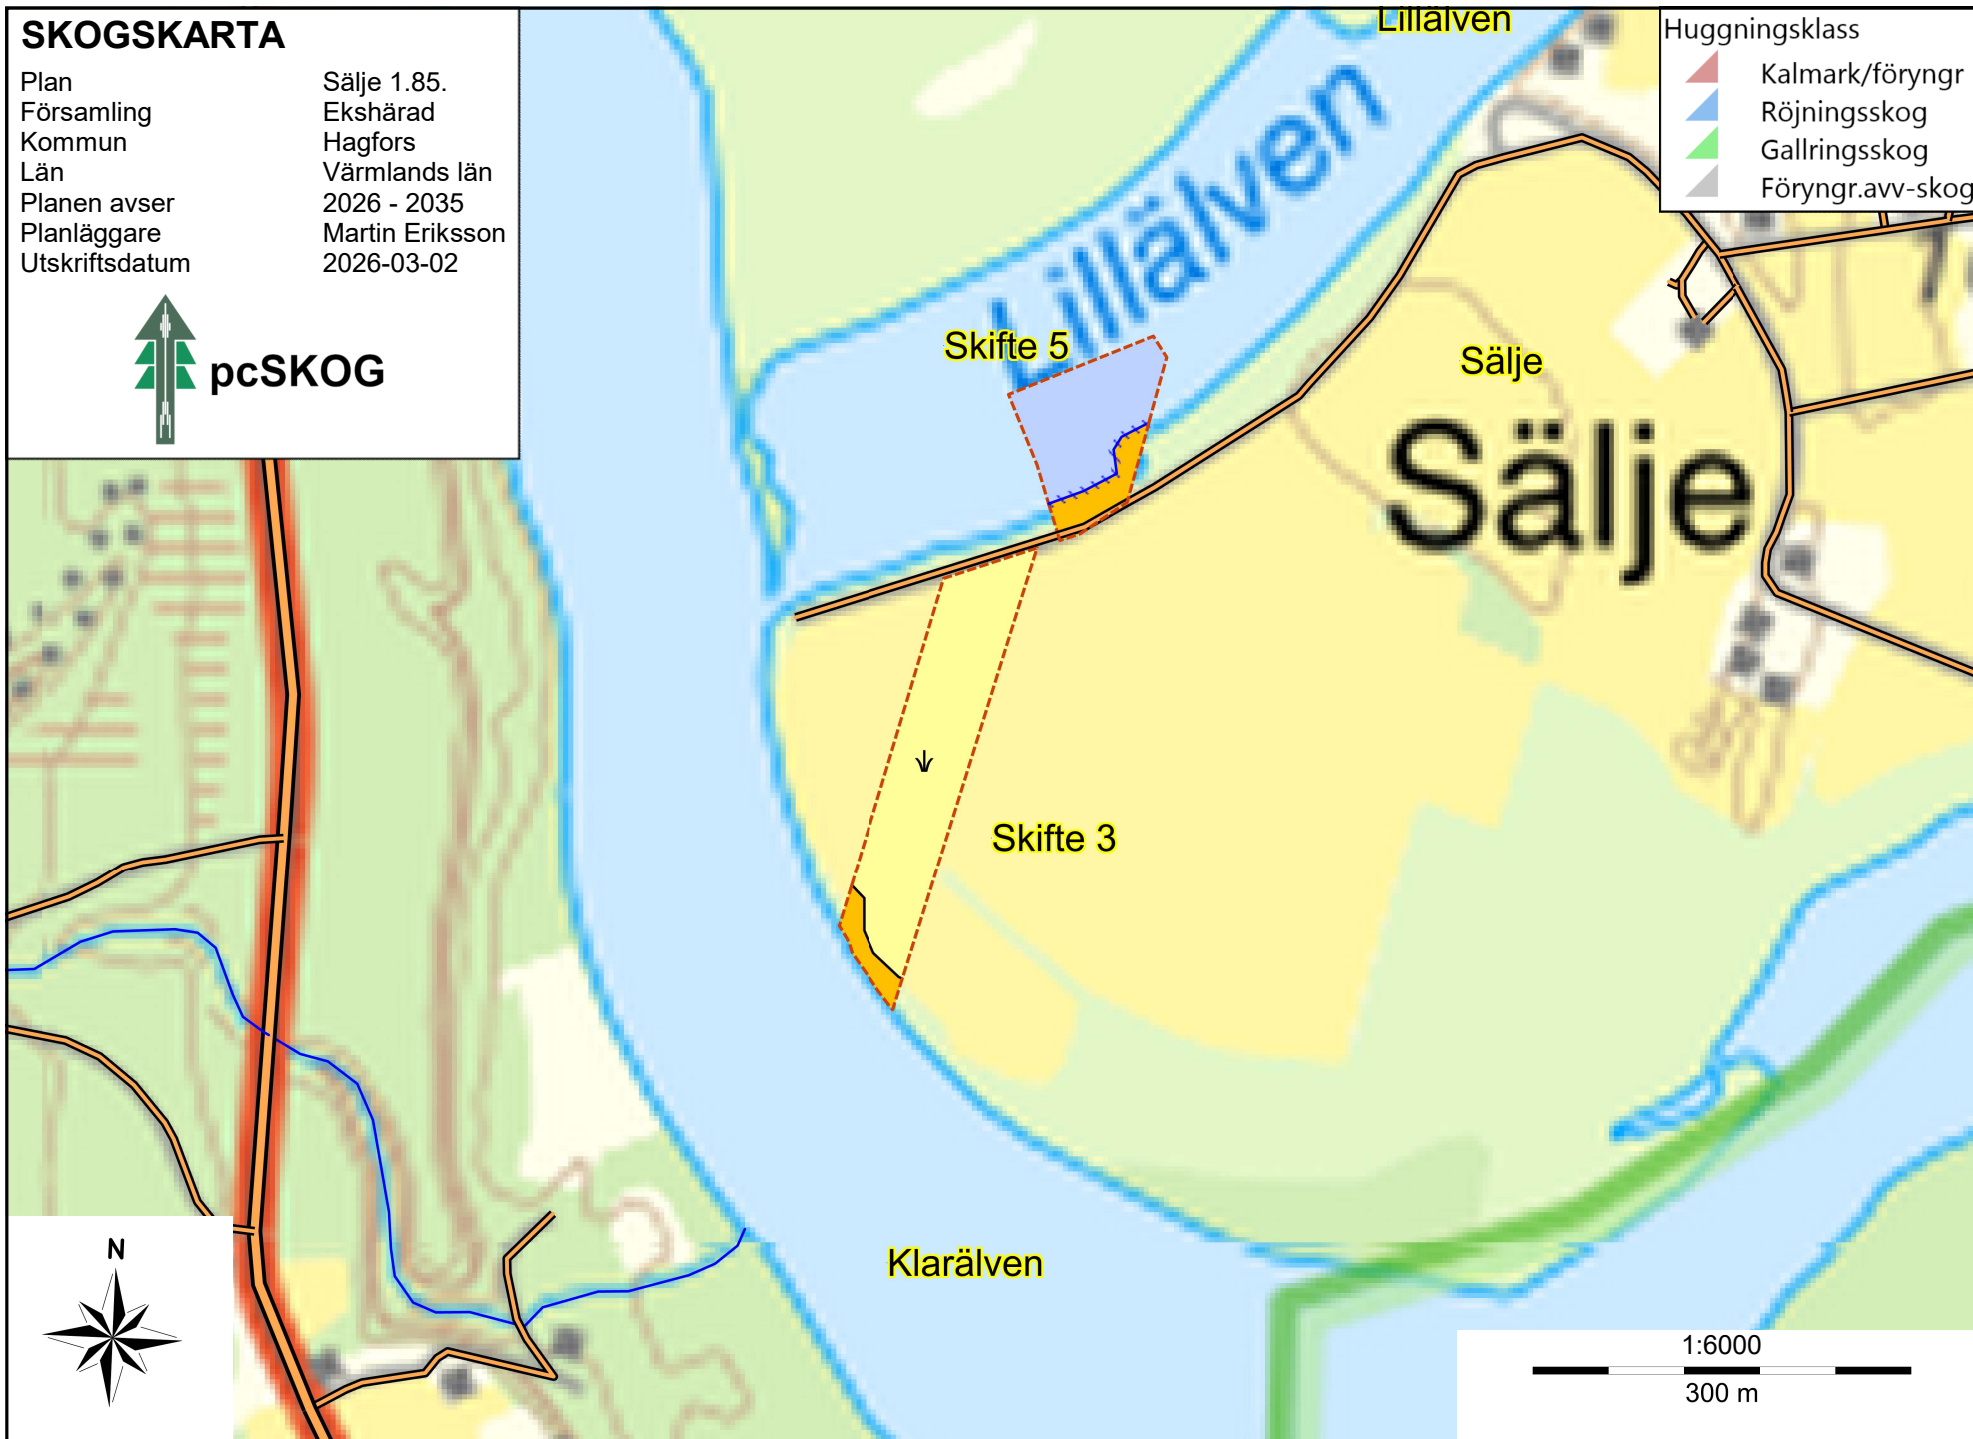 SKOGSKARTA
Plan Sälje 1.85.
Församling Ekshärad
Kommun Hagfors
Län Värmlands län
Planen avser 2026 - 2035
Planläggare Martin Eriksson
Utskriftsdatum 2026-03-02
pcSKOG
Lillälven
Huggningsklass
Kalmark/föryngr
Röjningsskog
Gallringsskog
Föryngr.avv-skog
Lillälven
Skifte 5
Sälje
Sälje
Skifte 3
Klarälven
N
1:6000
300 m